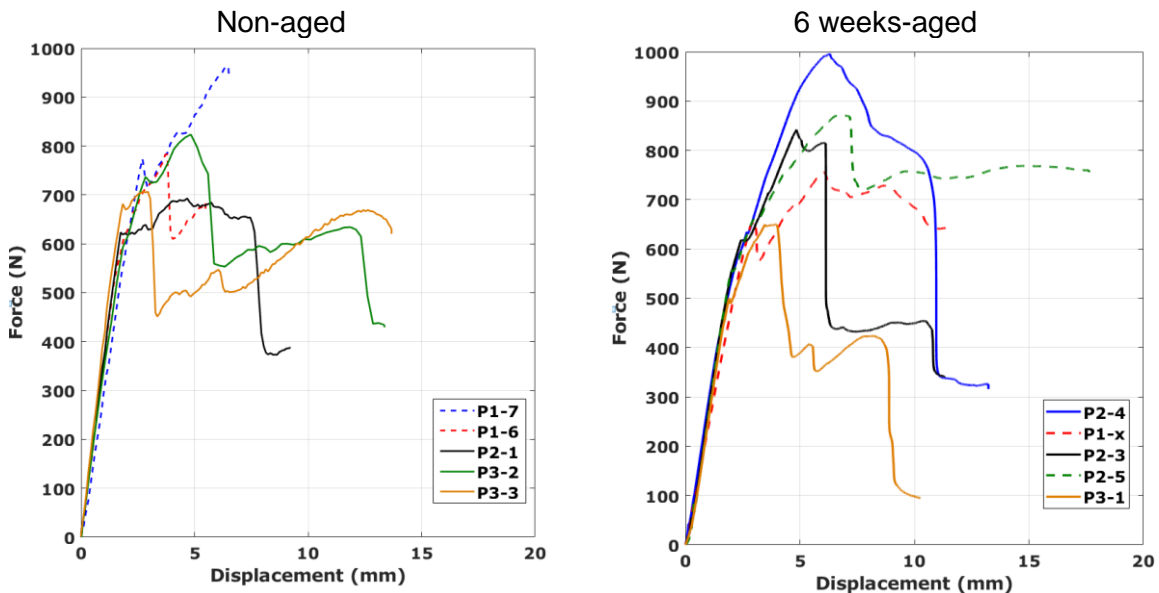 Non-aged
1000
900
800
700
600
500
400
300
200
100
0
0 5 10 15 20
Force (N)
Displacement (mm)
P1-7
P1-6
P2-1
P3-2
P3-3
6 weeks-aged
1000
900
800
700
600
500
400
300
200
100
0
0 5 10 15 20
Force (N)
Displacement (mm)
P2-4
P1-x
P2-3
P2-5
P3-1